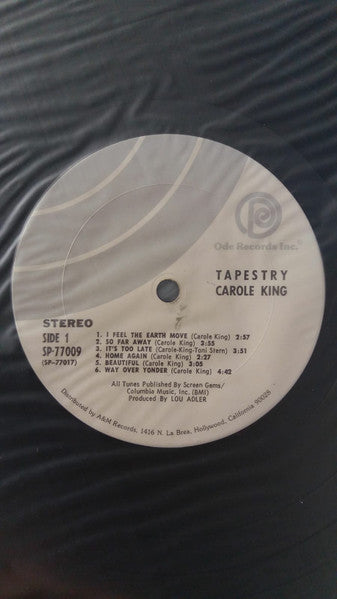 Ode Records Inc.®
TAPESTRY
CAROLE KING
STEREO
SIDE 1
SP-77009
(SP-77017)
1. I FEEL THE EARTH MOVE (Carole King) 2:57
2. SO FAR AWAY (Carole King) 3:55
3. IT'S TOO LATE (Carole-King-Toni Stern) 3:51
4. HOME AGAIN (Carole King) 2:27
5. BEAUTIFUL (Carole King) 3:05
6. WAY OVER YONDER (Carole King) 4:42
All Tunes Published By Screen Gems/
Columbia Music, Inc. (BMI)
Produced By LOU ADLER
Distributed by A&M Records, 1416 N. La Brea, Hollywood, California 90028